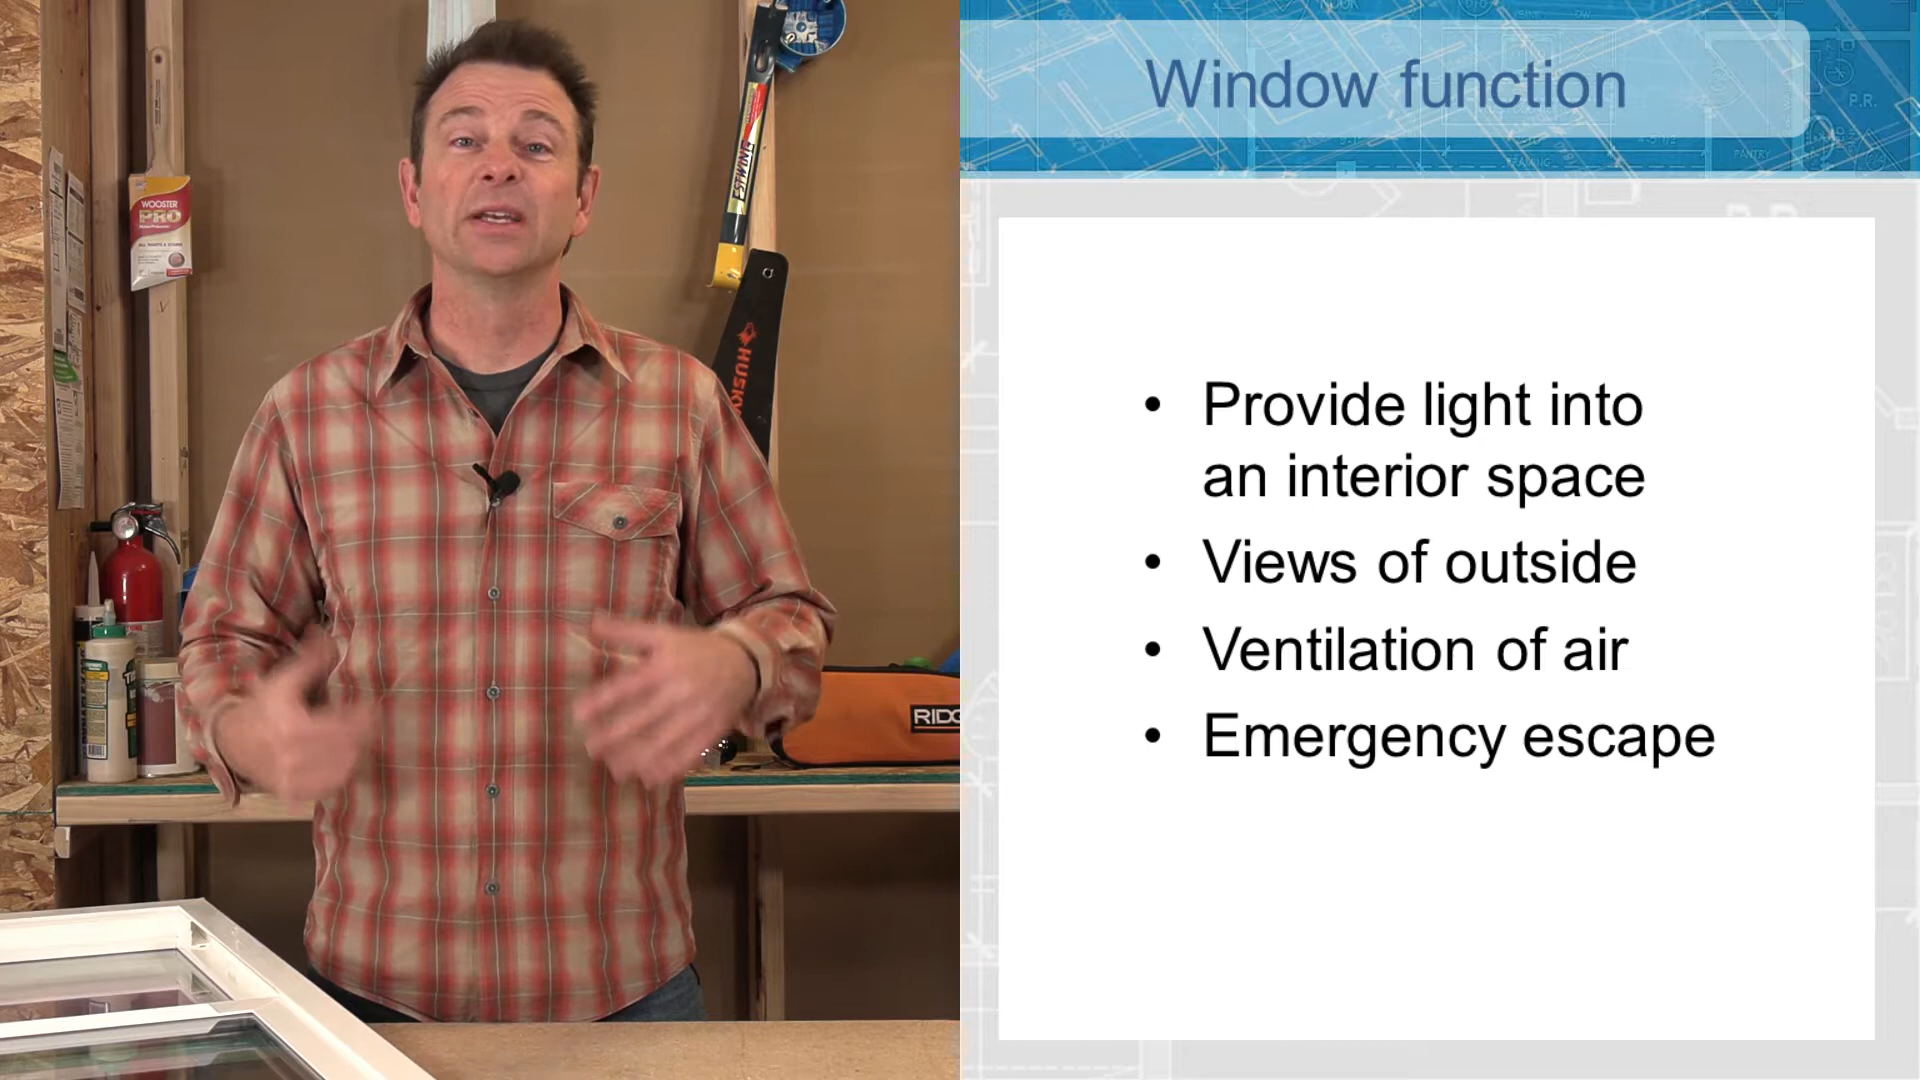 WOOSTER
PRO
ESTWING
HUSKY
RIDG
Window function
P.R.
PANTRY
• Provide light into
an interior space
• Views of outside
• Ventilation of air
• Emergency escape